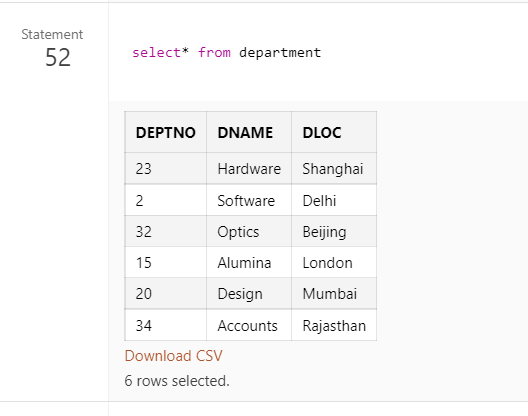 Statement
52
select* from department
DEPTNO DNAME DLOC
23 Hardware Shanghai
2 Software Delhi
32 Optics Beijing
15 Alumina London
20 Design Mumbai
34 Accounts Rajasthan
Download CSV
6 rows selected.